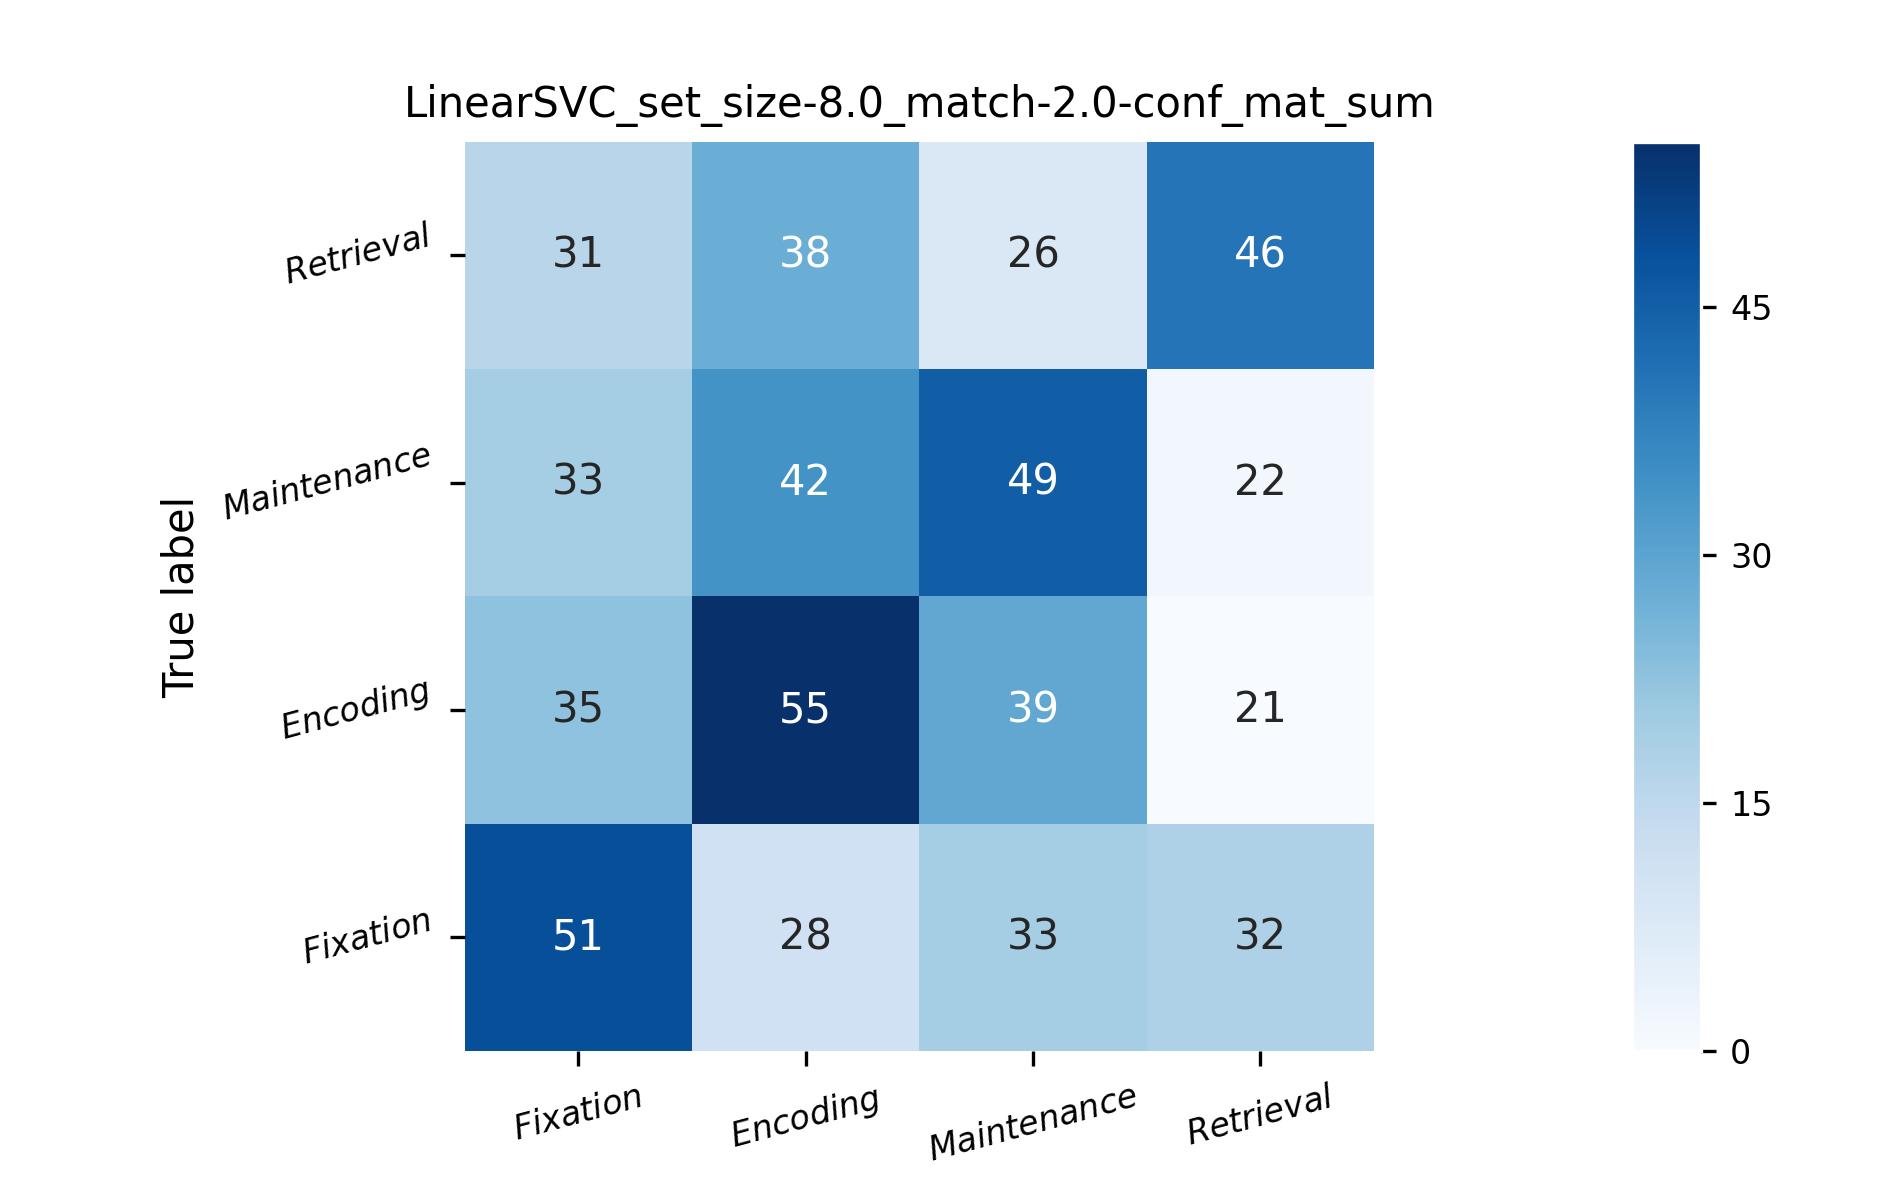 LinearSVC_set_size-8.0_match-2.0-conf_mat_sum
True label
Retrieval 31 38 26 46
Maintenance 33 42 49 22
Encoding 35 55 39 21
Fixation 51 28 33 32
Fixation Encoding Maintenance Retrieval
45
30
15
0